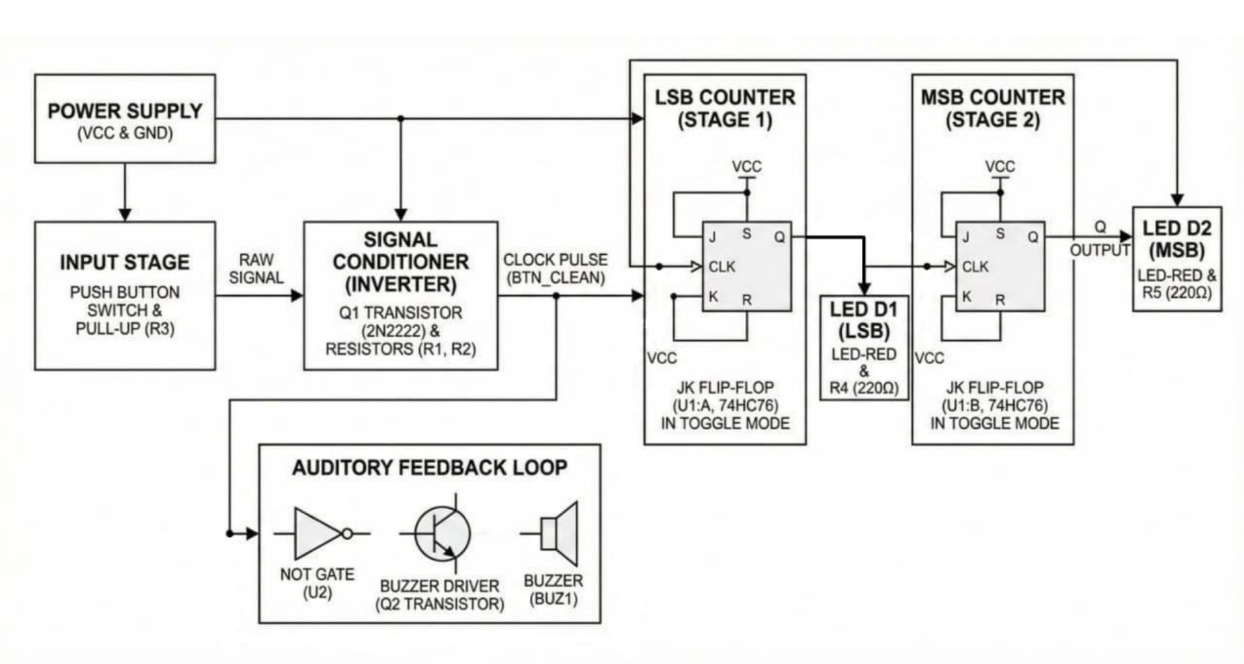 POWER SUPPLY
(VCC & GND)
INPUT STAGE
PUSH BUTTON
SWITCH &
PULL-UP (R3)
RAW
SIGNAL
SIGNAL
CONDITIONER
(INVERTER)
Q1 TRANSISTOR
(2N2222) &
RESISTORS (R1, R2)
CLOCK PULSE
(BTN_CLEAN)
LSB COUNTER
(STAGE 1)
VCC
J
S
Q
CLK
K
R
VCC
JK FLIP-FLOP
(U1:A, 74HC76)
IN TOGGLE MODE
LED D1
(LSB)
LED-RED
&
R4 (220Ω)
MSB COUNTER
(STAGE 2)
VCC
J
S
Q
CLK
K
R
VCC
JK FLIP-FLOP
(U1:B, 74HC76)
IN TOGGLE MODE
Q
OUTPUT
LED D2
(MSB)
LED-RED &
R5 (220Ω)
AUDITORY FEEDBACK LOOP
NOT GATE
(U2)
BUZZER DRIVER
(Q2 TRANSISTOR)
BUZZER
(BUZ1)